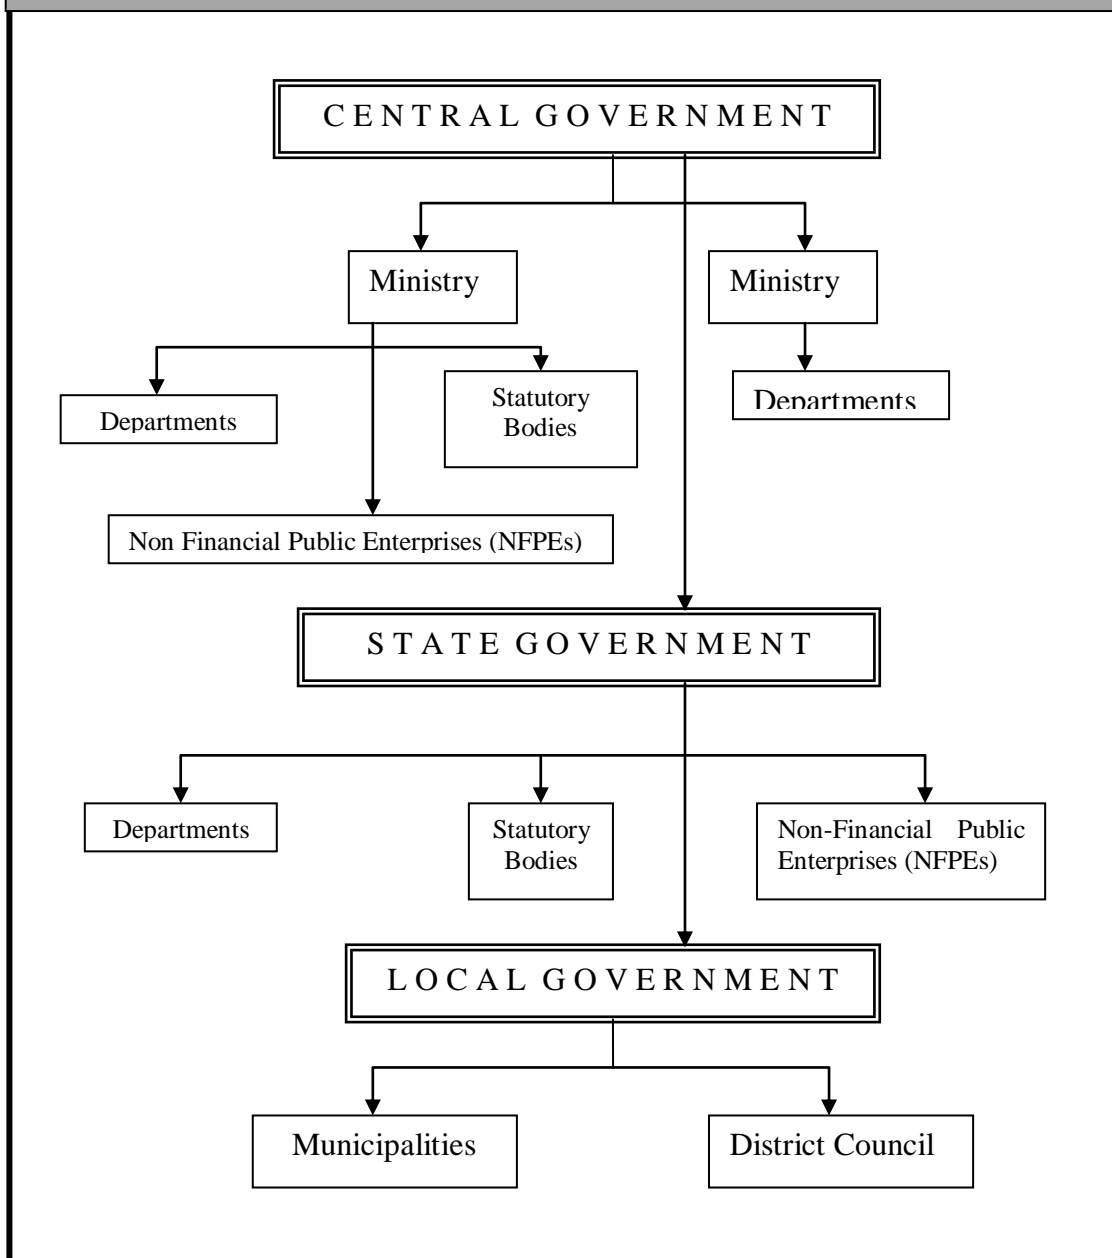 CENTRAL GOVERNMENT
Ministry
Ministry
Departments
Statutory
Bodies
Departments
Non Financial Public Enterprises (NFPEs)
STATE GOVERNMENT
Departments
Statutory
Bodies
Non-Financial Public
Enterprises (NFPEs)
LOCAL GOVERNMENT
Municipalities
District Council